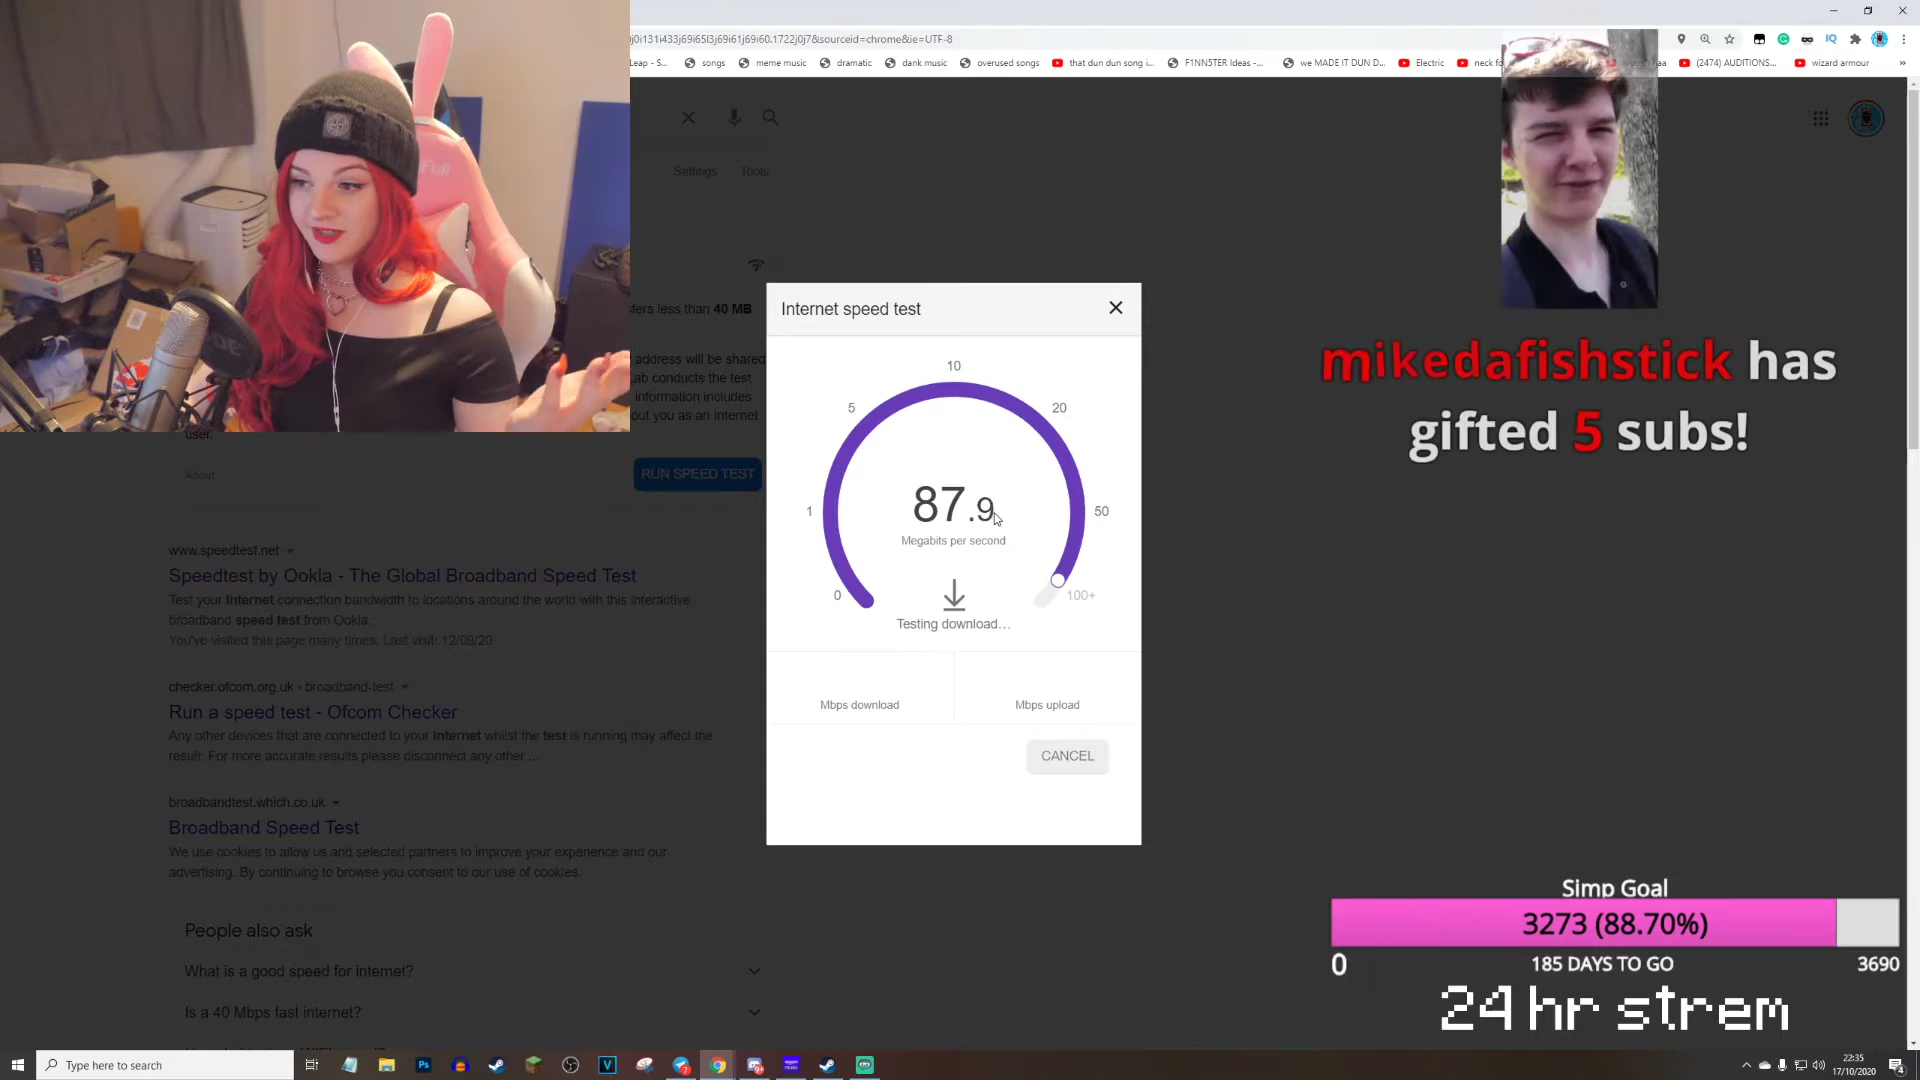 j0i131i433j69i65l3j69i61j69i60.1722j0j7&sourceid=chrome&ie=UTF-8
Leap - S...
songs
meme music
dramatic
dank music
overused songs
that dun dun song i...
F1NN5TER Ideas -...
we MADE IT DUN D...
Electric
neck fo
(2474) AUDITIONS...
wizard armour
Settings
Tools
fers less than 40 MB
address will be shared
ab conducts the test
information includes
out you as an Internet
user.
About
RUN SPEED TEST
Internet speed test
0
1
5
10
20
50
100+
87.9
Megabits per second
Testing download...
Mbps download
Mbps upload
CANCEL
www.speedtest.net
Speedtest by Ookla - The Global Broadband Speed Test
Test your Internet connection bandwidth to locations around the world with this interactive
broadband speed test from Ookla.
You've visited this page many times. Last visit: 12/09/20
checker.ofcom.org.uk › broadband-test
Run a speed test - Ofcom Checker
Any other devices that are connected to your internet whilst the test is running may affect the
result. For more accurate results please disconnect any other ...
broadbandtest.which.co.uk
Broadband Speed Test
We use cookies to allow us and selected partners to improve your experience and our
advertising. By continuing to browse you consent to our use of cookies.
People also ask
What is a good speed for internet?
Is a 40 Mbps fast internet?
mikedafishstick has
gifted 5 subs!
Simp Goal
3273 (88.70%)
0
185 DAYS TO GO
3690
24 hr strem
Type here to search
22:35
17/10/2020